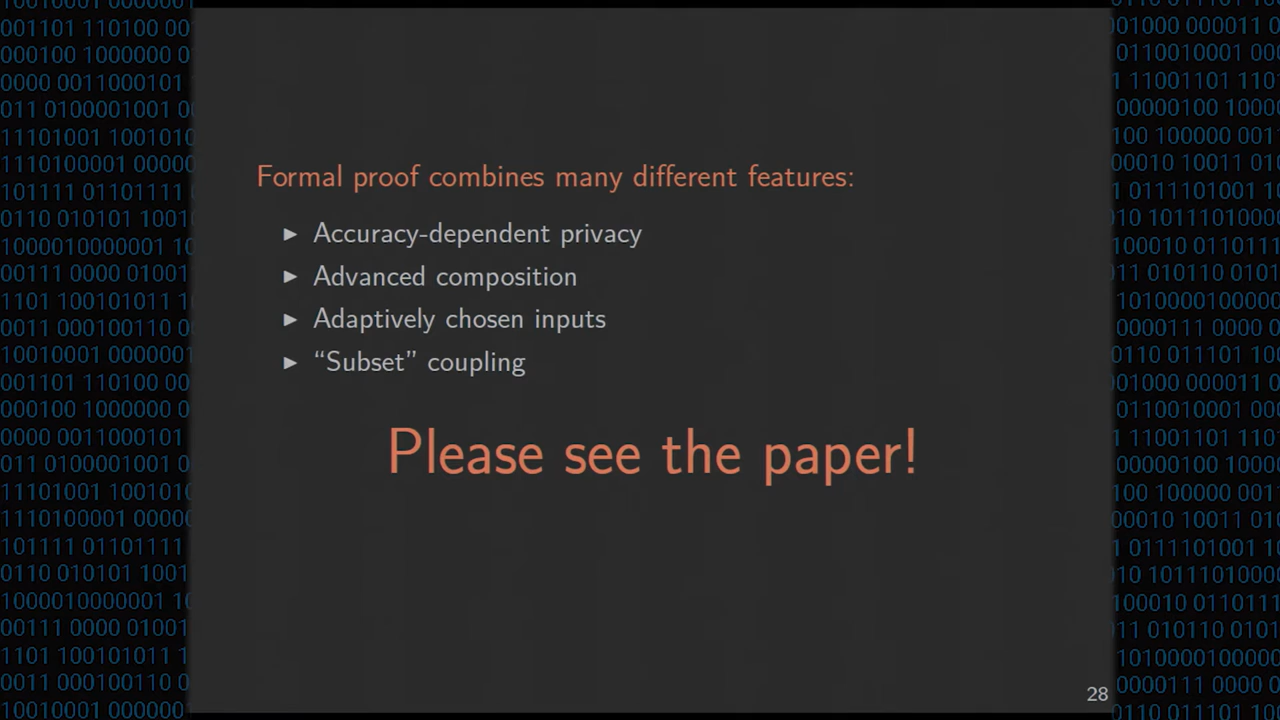 Formal proof combines many different features:
▶ Accuracy-dependent privacy
▶ Advanced composition
▶ Adaptively chosen inputs
▶ “Subset” coupling
Please see the paper!
28